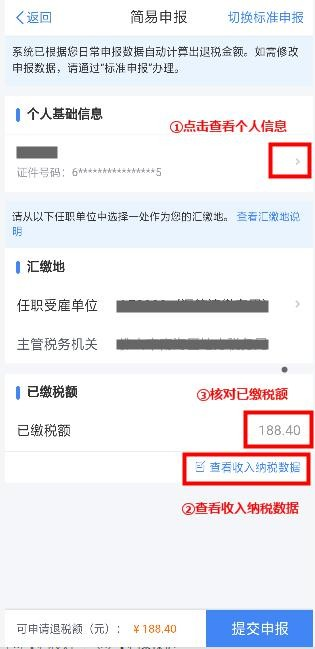 返回
简易申报
切换标准申报
系统已根据您日常申报数据自动计算出退税金额。如需修改
申报数据，请通过“标准申报”办理。
个人基础信息
①点击查看个人信息
证件号码：6****************5
请从以下任职单位中选择一处作为您的汇缴地。 查看汇缴地说
明
汇缴地
任职受雇单位
主管税务机关
已缴税额
③核对已缴税额
已缴税额
188.40
查看收入纳税数据
②查看收入纳税数据
可申请退税额（元）：
¥188.40
提交申报